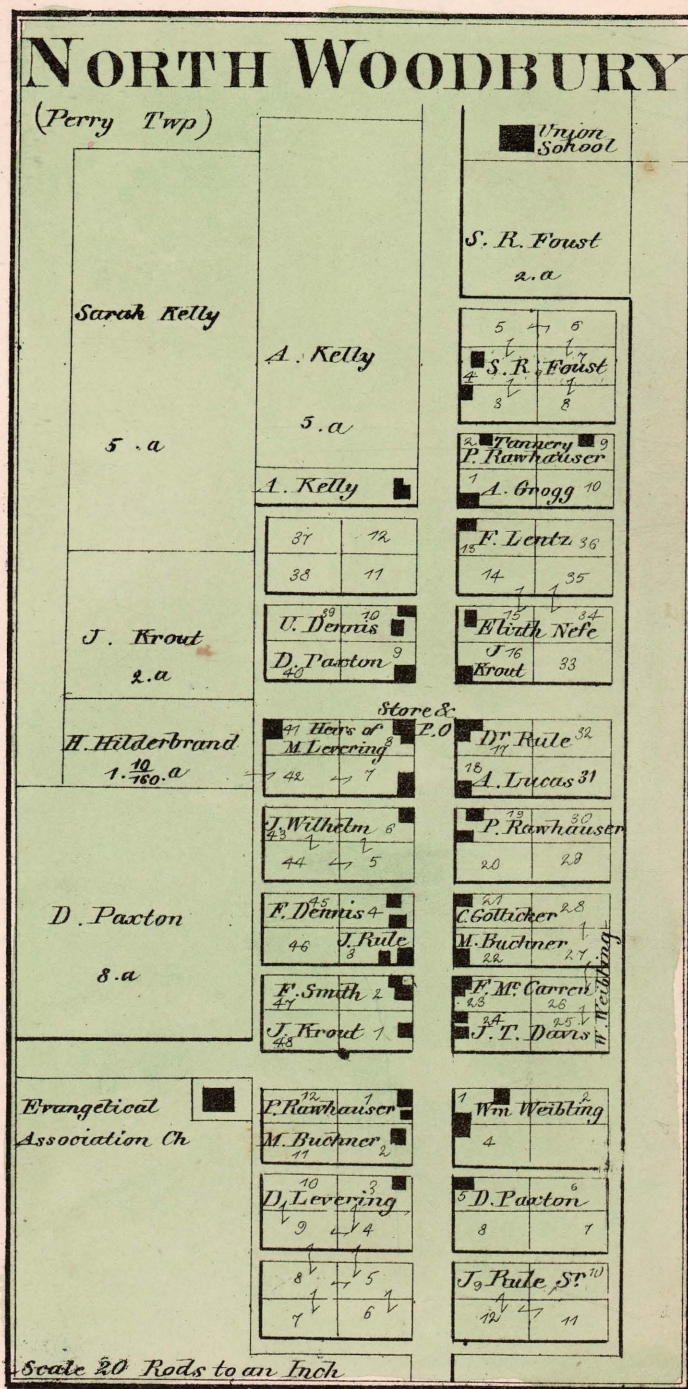 NORTH WOODBURY
(Perry Twp)
Union
School
S. R. Foust
2.a
Sarah Kelly
5.a
A. Kelly
5.a
A. Kelly
5 6
4 S. R. Foust 7
3 8
2 Tannery 9
P. Rawhauser
1 A. Grogg 10
37 12
38 11
13 F. Lentz 36
14 35
J. Krout
2.a
39 10
U. Dennis
D. Paxton 9
40
15 34
Elizth Nefe
J 16
Krout 33
Store &
P.O
H. Hilderbrand
1.10/160.a
41 Heirs of
M. Levering 8
42 7
Dr Rule 32
17
18
A. Lucas 31
J. Wilhelm 6
43
44 5
19 30
P. Rawhauser
20 29
D. Paxton
8.a
45
F. Dennis 4
46 J. Rule
3
21
C. Gotticker 28
M. Buchner
22 27
W. Weibling
F. Smith 2
47
J. Krout 1
48
F. Mc Carren
23 26
24 25
J. T. Davis
Evangelical
Association Ch
12 1
P. Rawhauser
M. Buchner
11 2
1 2
Wm Weibling
4
10 3
D. Levering
9 4
6
5 D. Paxton
8 7
8 5
7 6
J. Rule Sr 10
9
12 11
Scale 20 Rods to an Inch